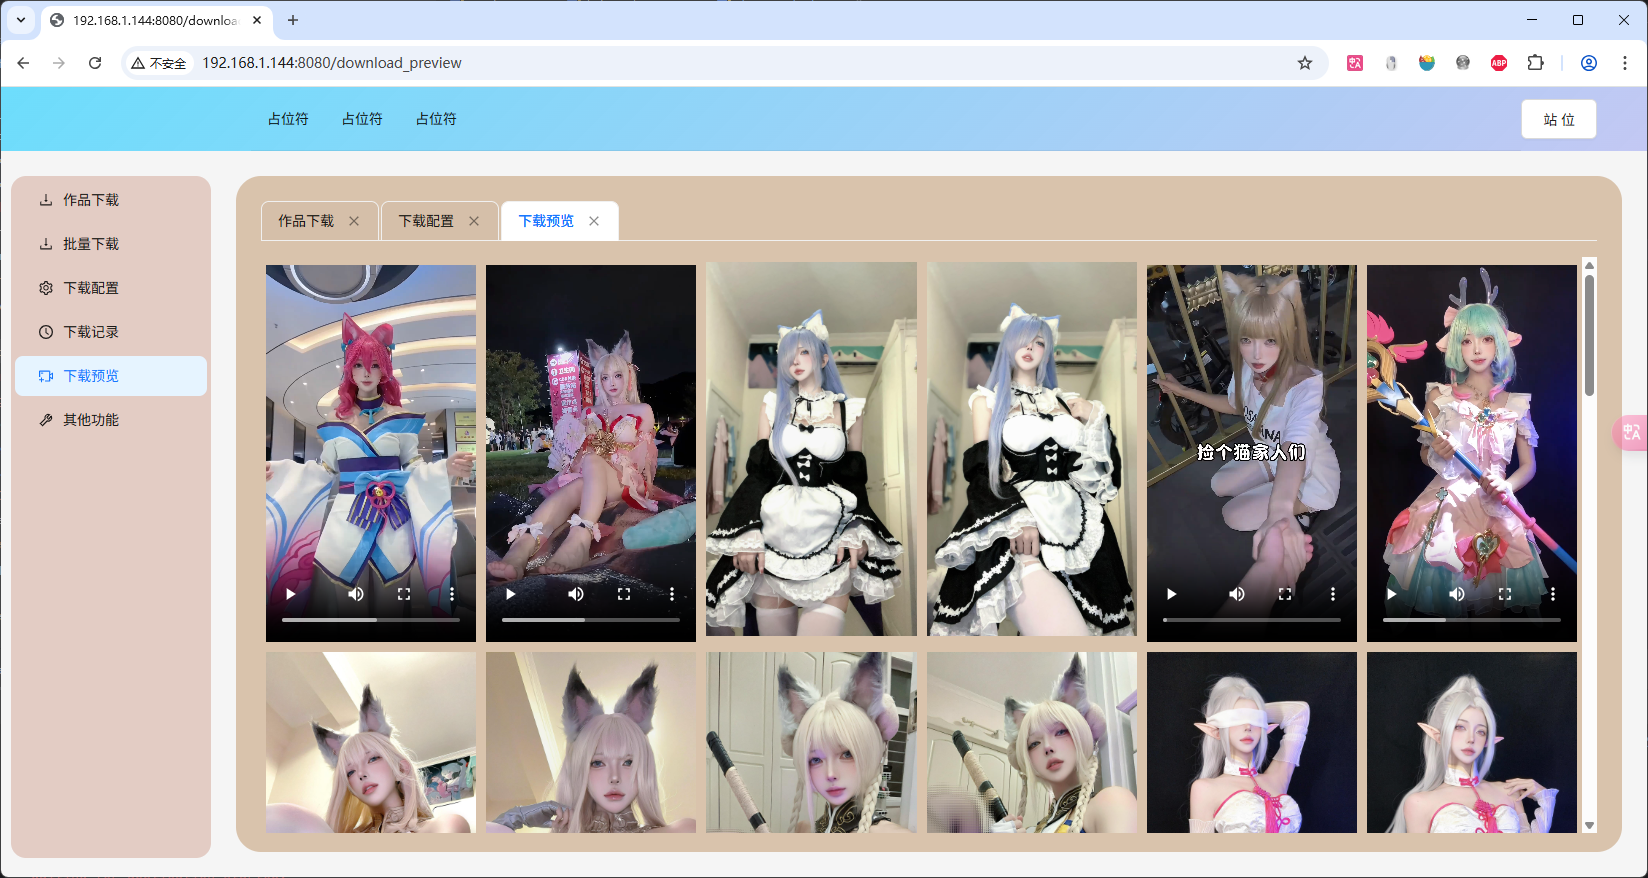 192.168.1.144:8080/downloa
不安全
192.168.1.144:8080/download_preview
ABP
占位符
占位符
占位符
站 位
作品下载
批量下载
下载配置
下载记录
下载预览
其他功能
作品下载
下载配置
下载预览
捡个猫家人们